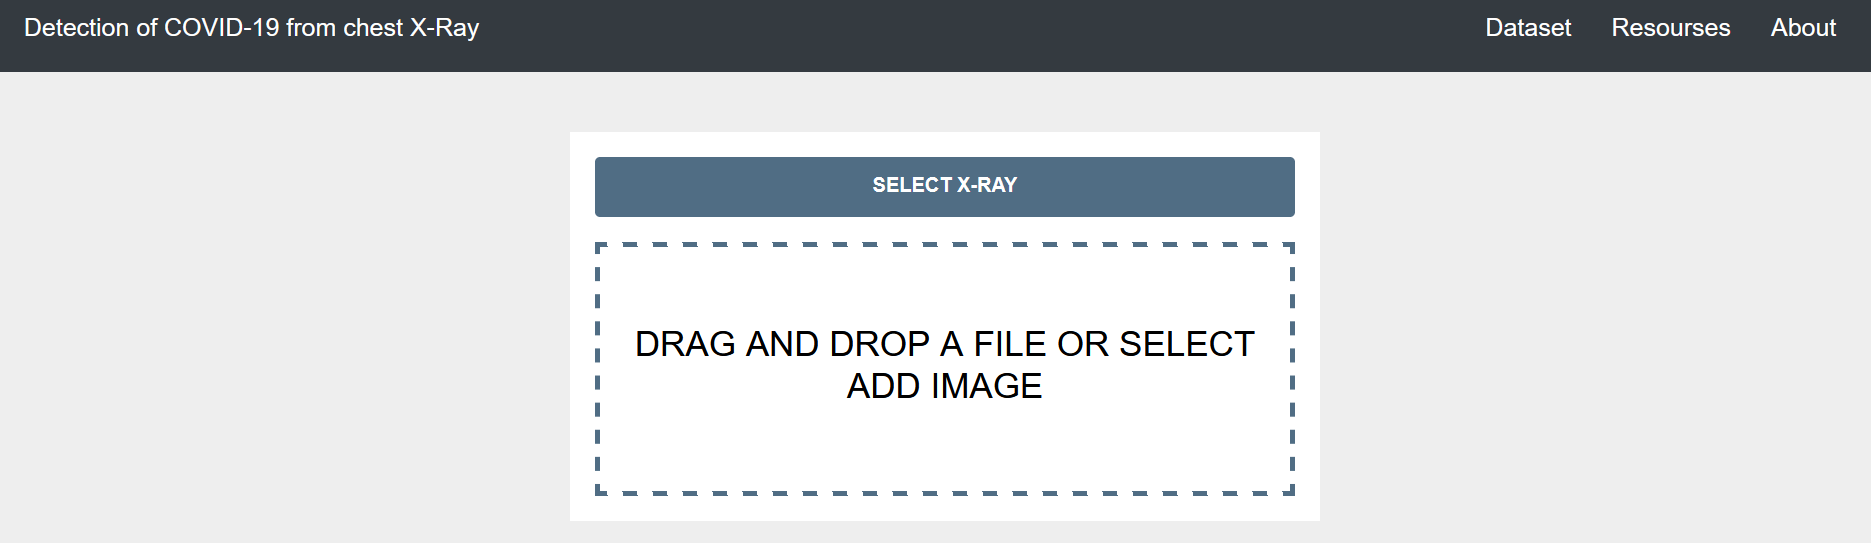 Detection of COVID-19 from chest X-Ray
Dataset
Resourses
About
SELECT X-RAY
DRAG AND DROP A FILE OR SELECT
ADD IMAGE